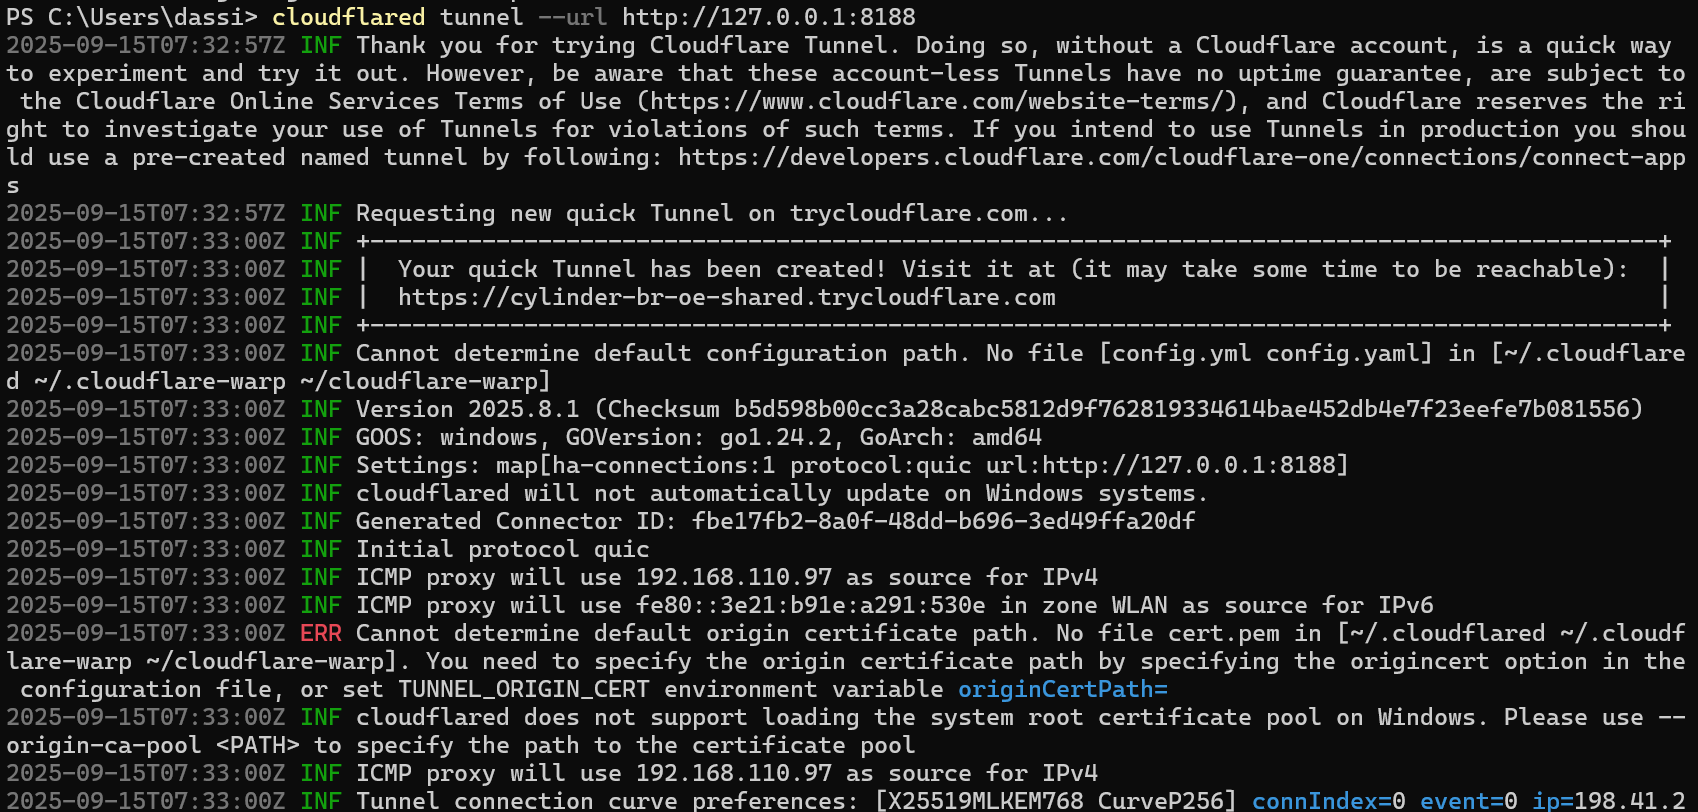 PS C:\Users\dassi> cloudflared tunnel --url http://127.0.0.1:8188
2025-09-15T07:32:57Z INF Thank you for trying Cloudflare Tunnel. Doing so, without a Cloudflare account, is a quick way
to experiment and try it out. However, be aware that these account-less Tunnels have no uptime guarantee, are subject to
 the Cloudflare Online Services Terms of Use (https://www.cloudflare.com/website-terms/), and Cloudflare reserves the ri
ght to investigate your use of Tunnels for violations of such terms. If you intend to use Tunnels in production you shou
ld use a pre-created named tunnel by following: https://developers.cloudflare.com/cloudflare-one/connections/connect-app
s
2025-09-15T07:32:57Z INF Requesting new quick Tunnel on trycloudflare.com...
2025-09-15T07:33:00Z INF +--------------------------------------------------------------------------------------------+
2025-09-15T07:33:00Z INF |  Your quick Tunnel has been created! Visit it at (it may take some time to be reachable):  |
2025-09-15T07:33:00Z INF |  https://cylinder-br-oe-shared.trycloudflare.com                                           |
2025-09-15T07:33:00Z INF +--------------------------------------------------------------------------------------------+
2025-09-15T07:33:00Z INF Cannot determine default configuration path. No file [config.yml config.yaml] in [~/.cloudflare
d ~/.cloudflare-warp ~/cloudflare-warp]
2025-09-15T07:33:00Z INF Version 2025.8.1 (Checksum b5d598b00cc3a28cabc5812d9f762819334614bae452db4e7f23eefe7b081556)
2025-09-15T07:33:00Z INF GOOS: windows, GOVersion: go1.24.2, GoArch: amd64
2025-09-15T07:33:00Z INF Settings: map[ha-connections:1 protocol:quic url:http://127.0.0.1:8188]
2025-09-15T07:33:00Z INF cloudflared will not automatically update on Windows systems.
2025-09-15T07:33:00Z INF Generated Connector ID: fbe17fb2-8a0f-48dd-b696-3ed49ffa20df
2025-09-15T07:33:00Z INF Initial protocol quic
2025-09-15T07:33:00Z INF ICMP proxy will use 192.168.110.97 as source for IPv4
2025-09-15T07:33:00Z INF ICMP proxy will use fe80::3e21:b91e:a291:530e in zone WLAN as source for IPv6
2025-09-15T07:33:00Z ERR Cannot determine default origin certificate path. No file cert.pem in [~/.cloudflared ~/.cloudf
lare-warp ~/cloudflare-warp]. You need to specify the origin certificate path by specifying the origincert option in the
 configuration file, or set TUNNEL_ORIGIN_CERT environment variable originCertPath=
2025-09-15T07:33:00Z INF cloudflared does not support loading the system root certificate pool on Windows. Please use --
origin-ca-pool <PATH> to specify the path to the certificate pool
2025-09-15T07:33:00Z INF ICMP proxy will use 192.168.110.97 as source for IPv4
2025-09-15T07:33:00Z INF Tunnel connection curve preferences: [X25519MLKEM768 CurveP256] connIndex=0 event=0 ip=198.41.2